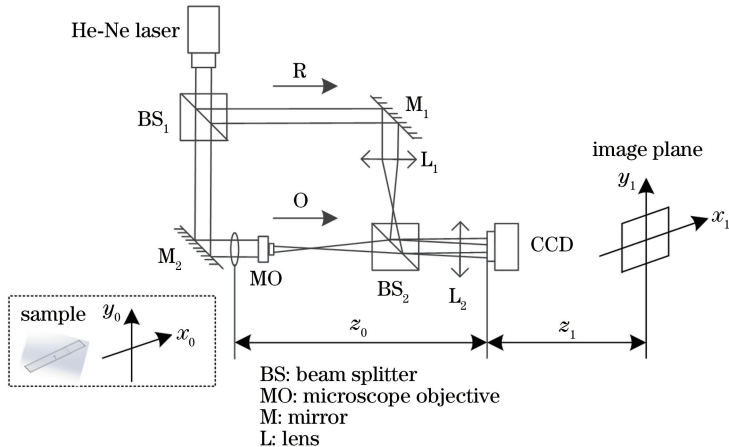 He-Ne laser
R
M₁
BS₁
L₁
image plane
y₁
x₁
O
CCD
M₂
MO
BS₂
L₂
sample
y₀
x₀
z₀
z₁
BS: beam splitter
MO: microscope objective
M: mirror
L: lens